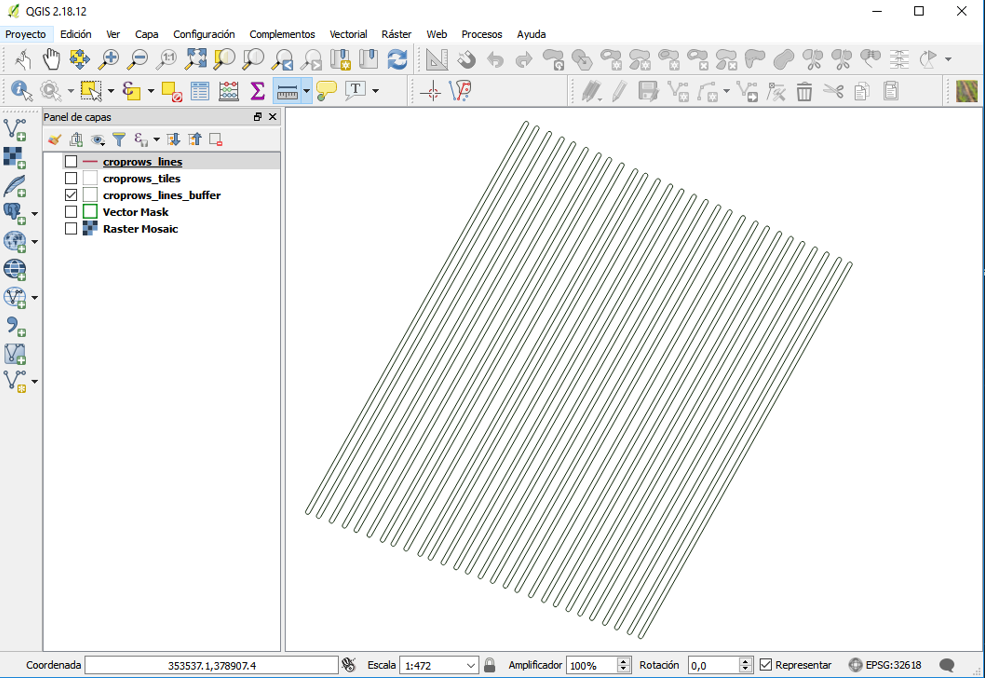 QGIS 2.18.12
Proyecto Edición Ver Capa Configuración Complementos Vectorial Ráster Web Procesos Ayuda
Panel de capas
croprows_lines
croprows_tiles
croprows_lines_buffer
Vector Mask
Raster Mosaic
Coordenada 353537.1,378907.4 Escala 1:472 Amplificador 100% Rotación 0,0 Representar EPSG:32618